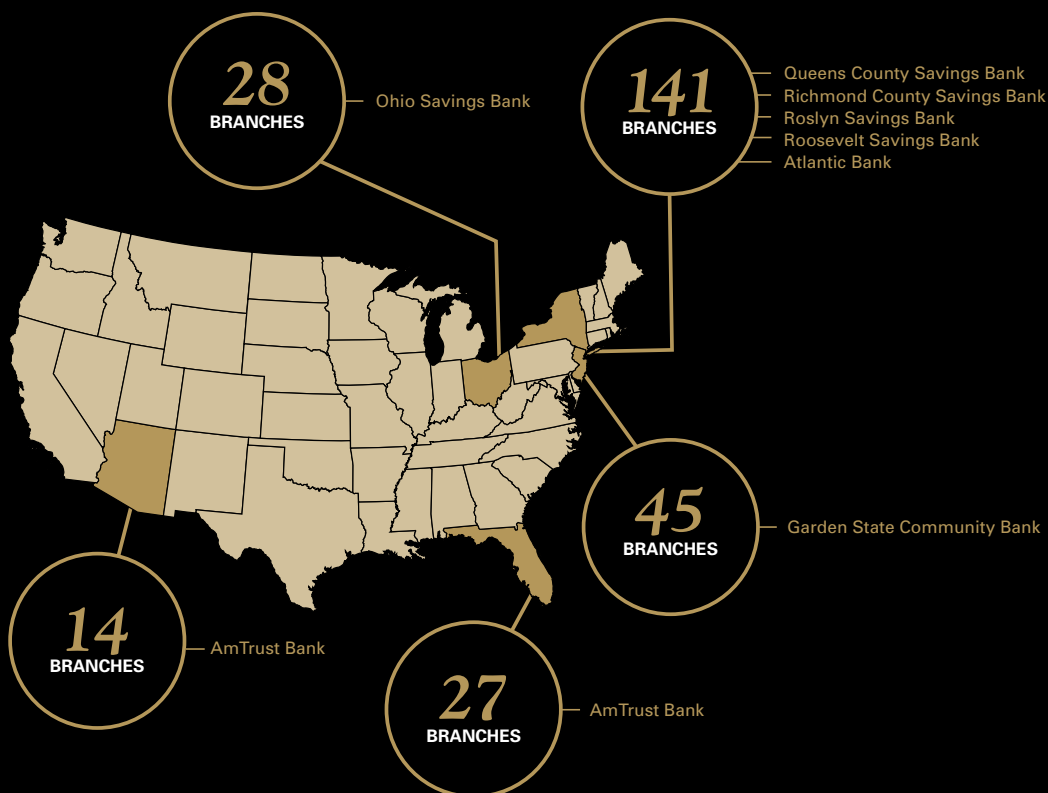 28
BRANCHES
Ohio Savings Bank
141
BRANCHES
Queens County Savings Bank
Richmond County Savings Bank
Roslyn Savings Bank
Roosevelt Savings Bank
Atlantic Bank
45
BRANCHES
Garden State Community Bank
14
BRANCHES
AmTrust Bank
27
BRANCHES
AmTrust Bank